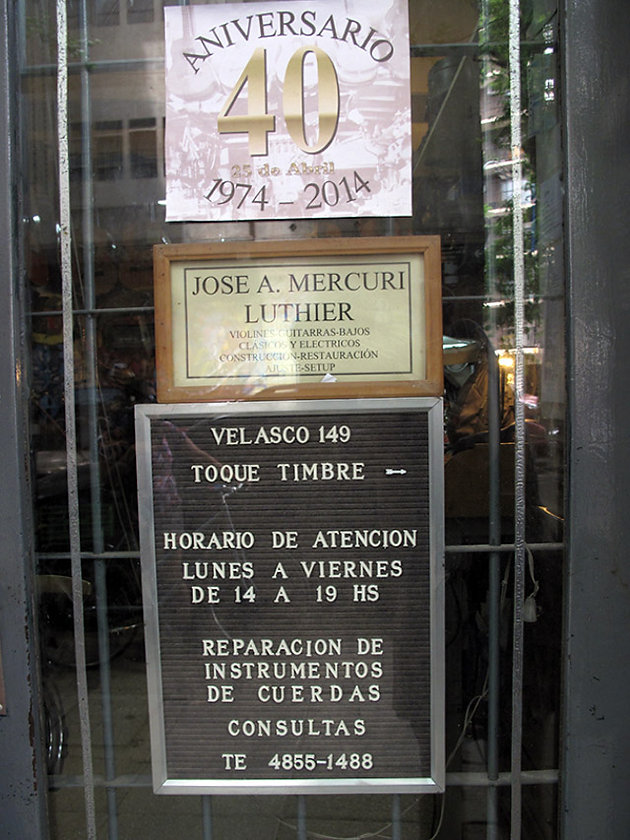 ANIVERSARIO
40
25 de Abril
1974 - 2014
JOSE A. MERCURI
LUTHIER
VIOLINES-GUITARRAS-BAJOS
CLÁSICOS Y ELECTRICOS
CONSTRUCCION-RESTAURACIÓN
AJUSTE-SETUP
VELASCO 149
TOQUE TIMBRE →
HORARIO DE ATENCION
LUNES A VIERNES
DE 14 A 19 HS
REPARACION DE
INSTRUMENTOS
DE CUERDAS
CONSULTAS
TE 4855-1488